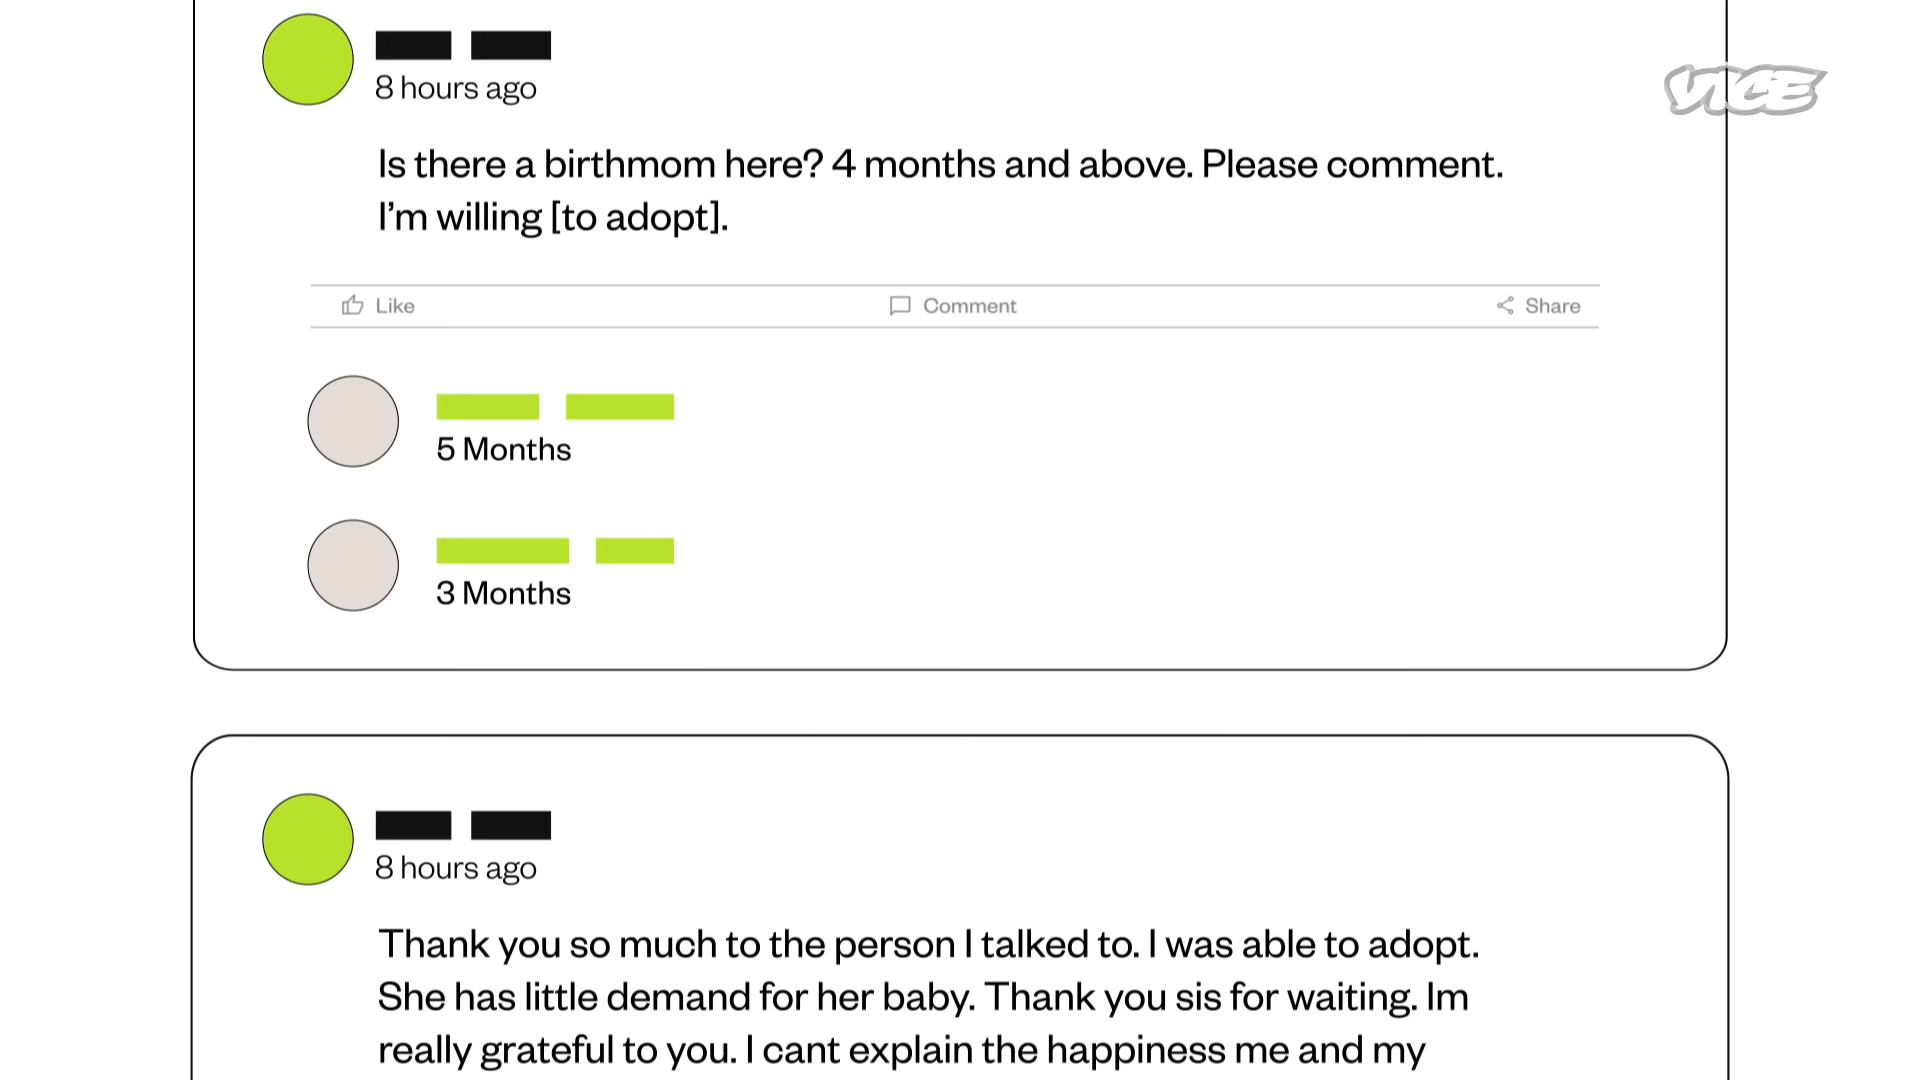 8 hours ago
VICE
Is there a birthmom here? 4 months and above. Please comment.
I’m willing [to adopt].
Like
Comment
Share
5 Months
3 Months
8 hours ago
Thank you so much to the person I talked to. I was able to adopt.
She has little demand for her baby. Thank you sis for waiting. Im
really grateful to you. I cant explain the happiness me and my